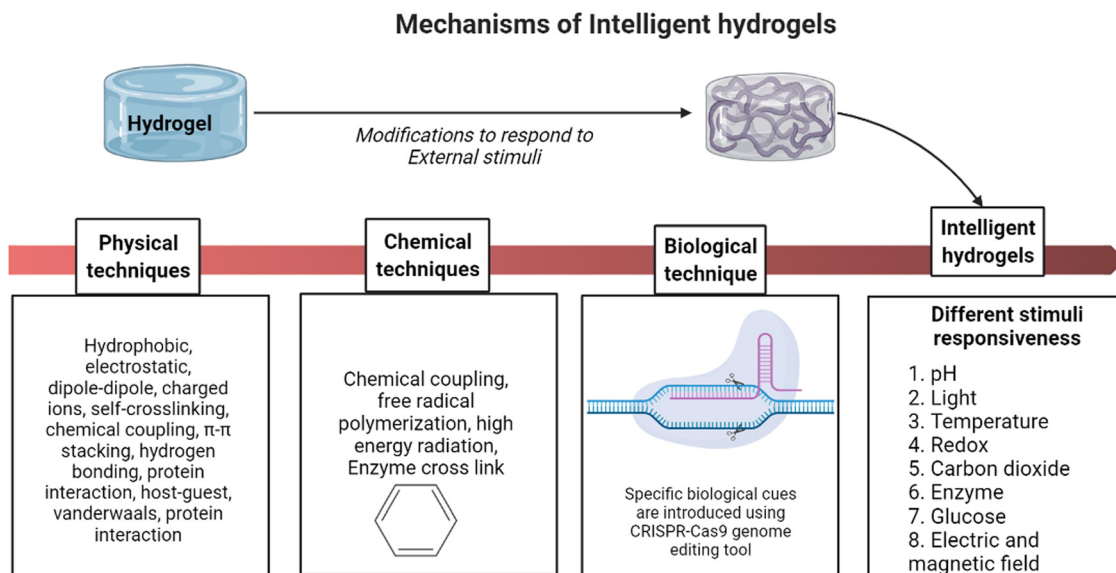 Mechanisms of Intelligent hydrogels
Hydrogel
Modifications to respond to
External stimuli
Physical
techniques
Chemical
techniques
Biological
technique
Intelligent
hydrogels
Hydrophobic,
electrostatic,
dipole-dipole, charged
ions, self-crosslinking,
chemical coupling, π-π
stacking, hydrogen
bonding, protein
interaction, host-guest,
vanderwaals, protein
interaction
Chemical coupling,
free radical
polymerization, high
energy radiation,
Enzyme cross link
Specific biological cues
are introduced using
CRISPR-Cas9 genome
editing tool
Different stimuli
responsiveness
1. pH
2. Light
3. Temperature
4. Redox
5. Carbon dioxide
6. Enzyme
7. Glucose
8. Electric and
magnetic field